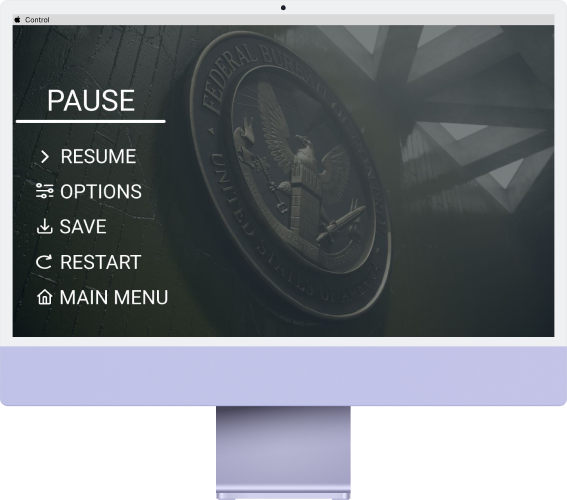 Control
PAUSE
RESUME
OPTIONS
SAVE
RESTART
MAIN MENU
FEDERAL BUREAU OF CONTROL
UNITED STATES OF AMERICA